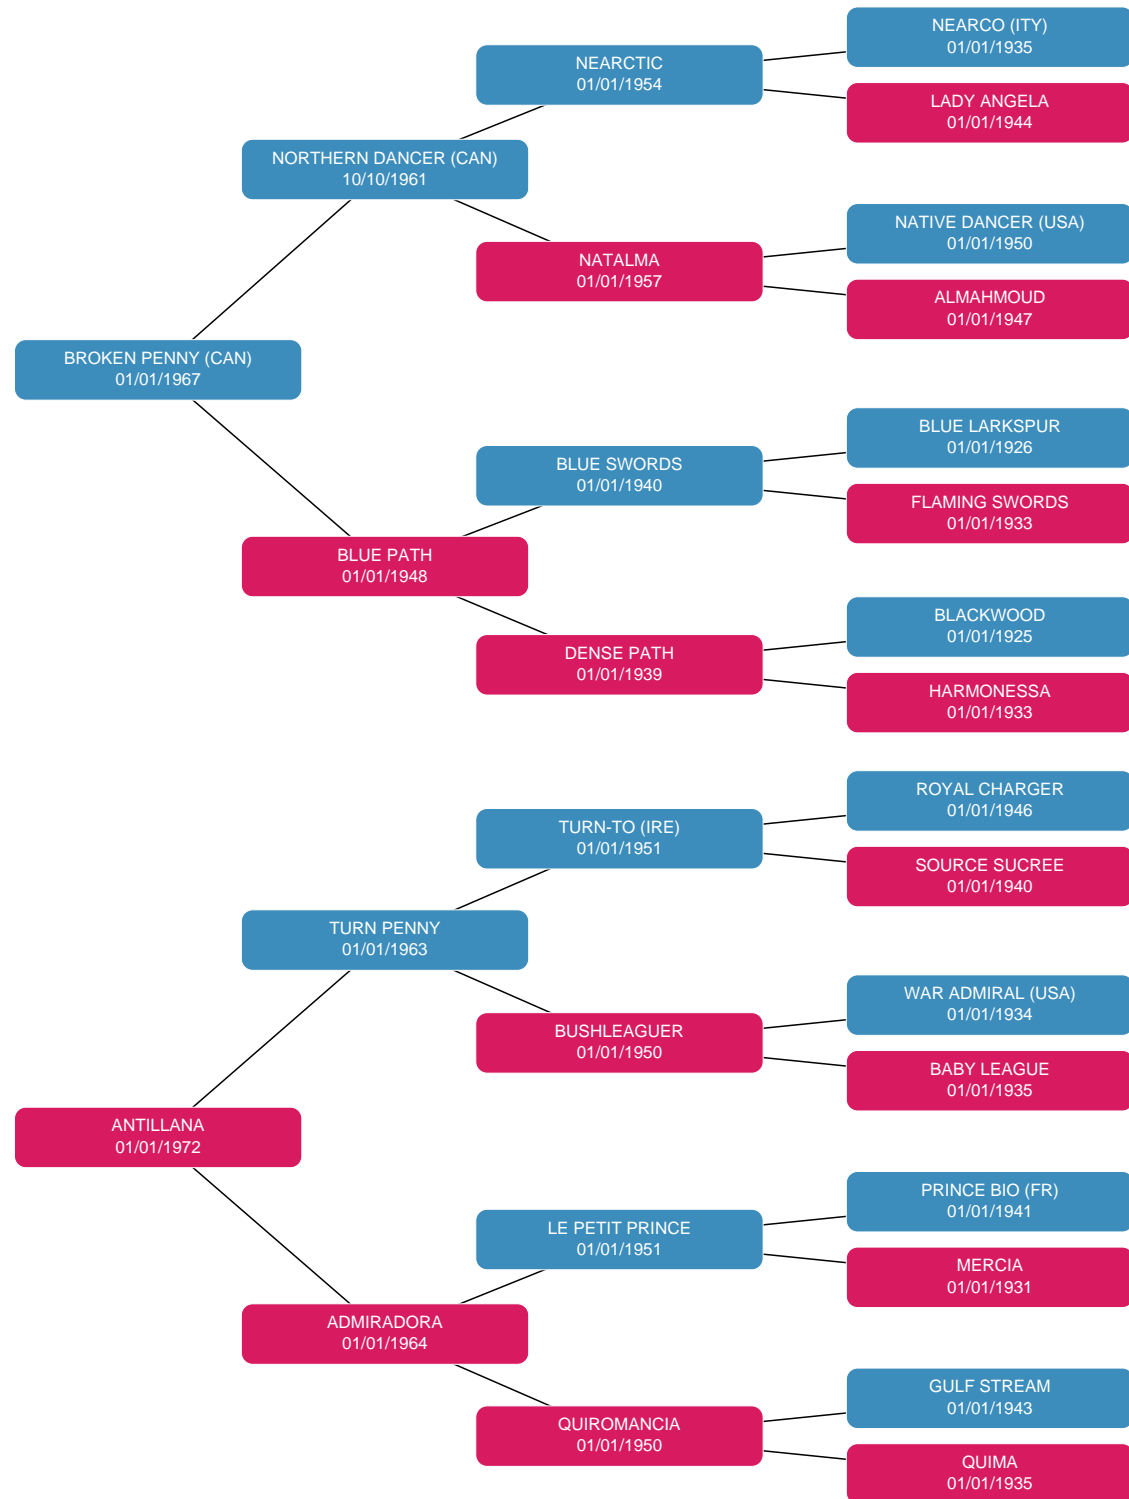 NEARCO (ITY)
01/01/1935
NEARCTIC
01/01/1954
LADY ANGELA
01/01/1944
NORTHERN DANCER (CAN)
10/10/1961
NATIVE DANCER (USA)
01/01/1950
NATALMA
01/01/1957
ALMAHMOUD
01/01/1947
BROKEN PENNY (CAN)
01/01/1967
BLUE LARKSPUR
01/01/1926
BLUE SWORDS
01/01/1940
FLAMING SWORDS
01/01/1933
BLUE PATH
01/01/1948
BLACKWOOD
01/01/1925
DENSE PATH
01/01/1939
HARMONESSA
01/01/1933
ROYAL CHARGER
01/01/1946
TURN-TO (IRE)
01/01/1951
SOURCE SUCREE
01/01/1940
TURN PENNY
01/01/1963
WAR ADMIRAL (USA)
01/01/1934
BUSHLEAGUER
01/01/1950
BABY LEAGUE
01/01/1935
ANTILLANA
01/01/1972
PRINCE BIO (FR)
01/01/1941
LE PETIT PRINCE
01/01/1951
MERCIA
01/01/1931
ADMIRADORA
01/01/1964
GULF STREAM
01/01/1943
QUIROMANCIA
01/01/1950
QUIMA
01/01/1935